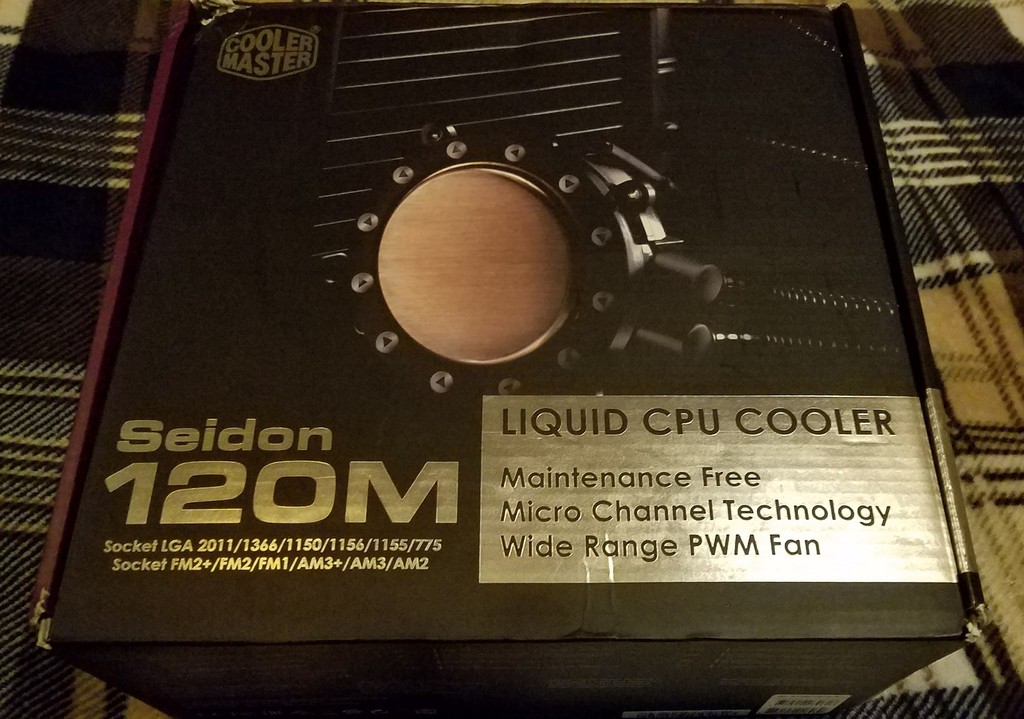 COOLER
MASTER
Seidon
120M
Socket LGA 2011/1366/1150/1156/1155/775
Socket FM2+/FM2/FM1/AM3+/AM3/AM2
LIQUID CPU COOLER
Maintenance Free
Micro Channel Technology
Wide Range PWM Fan